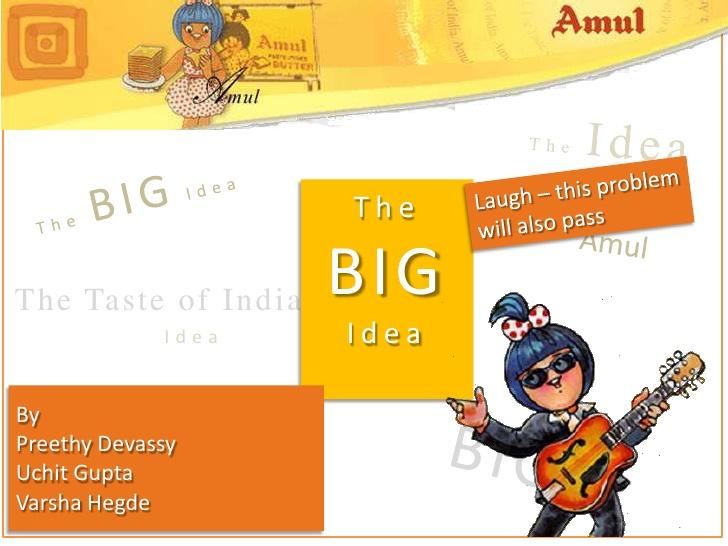 Amul
PASTEURISED
BUTTER
Amul
Amul
The Idea
The BIG Idea
The
BIG
Idea
Laugh – this problem
will also pass
Amul
The Taste of India
Idea
By
Preethy Devassy
Uchit Gupta
Varsha Hegde
BIG